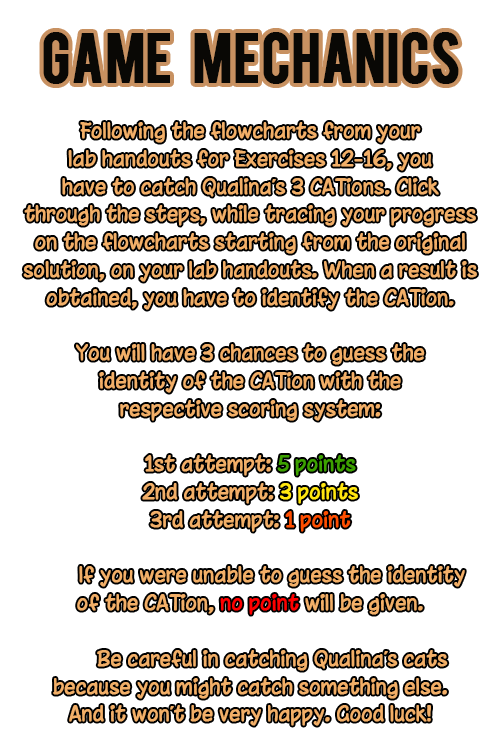 GAME MECHANICS
Following the flowcharts from your
lab handouts for Exercises 12-16, you
have to catch Qualina's 3 CATions. Click
through the steps, while tracing your progress
on the flowcharts starting from the original
solution, on your lab handouts. When a result is
obtained, you have to identify the CATion.
You will have 3 chances to guess the
identity of the CATion with the
respective scoring system:
1st attempt: 5 points
2nd attempt: 3 points
3rd attempt: 1 point
If you were unable to guess the identity
of the CATion, no point will be given.
Be careful in catching Qualina's cats
because you might catch something else.
And it won't be very happy. Good luck!